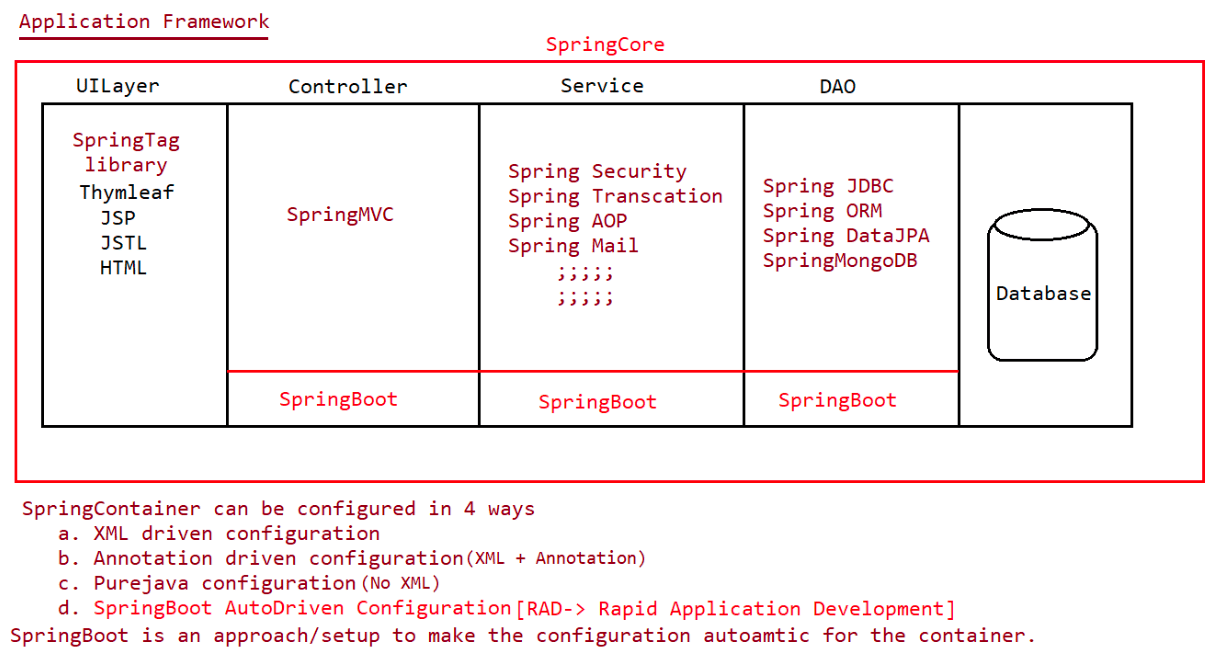 Application Framework
SpringCore
UILayer
Controller
Service
DAO
SpringTag
library
Thymleaf
JSP
JSTL
HTML
SpringMVC
Spring Security
Spring Transcation
Spring AOP
Spring Mail
;;;;;
;;;;;
Spring JDBC
Spring ORM
Spring DataJPA
SpringMongoDB
Database
SpringBoot
SpringBoot
SpringBoot
SpringContainer can be configured in 4 ways
a. XML driven configuration
b. Annotation driven configuration(XML + Annotation)
c. Purejava configuration(No XML)
d. SpringBoot AutoDriven Configuration[RAD-> Rapid Application Development]
SpringBoot is an approach/setup to make the configuration autoamtic for the container.